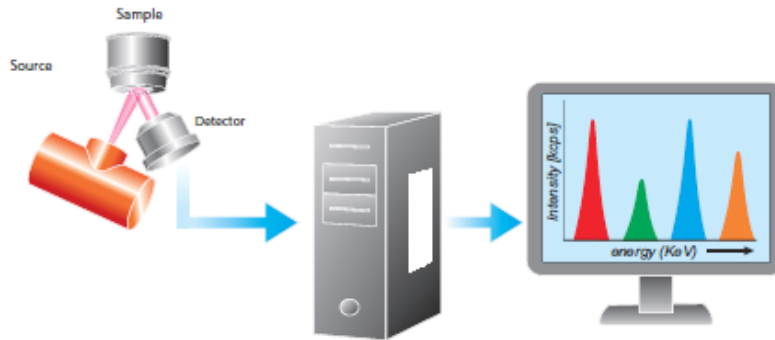 Sample
Source
Detector
Intensity [kcps]
energy (KeV)